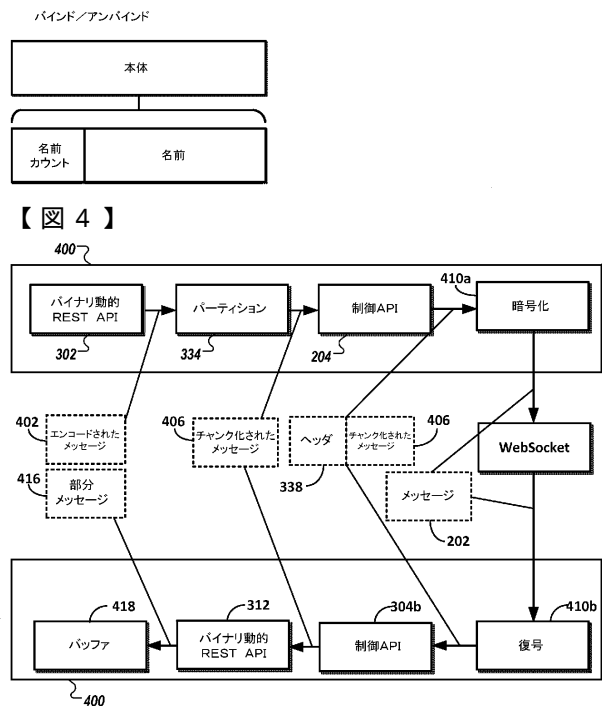 バインド／アンバインド
本体
名前
カウント
名前
【図４】
400
バイナリ動的
REST API
302
パーティション
334
制御API
204
410a
暗号化
402
エンコードされた
メッセージ
416
部分
メッセージ
406
チャンク化された
メッセージ
ヘッダ
チャンク化された
メッセージ
406
338
WebSocket
メッセージ
202
418
バッファ
312
バイナリ動的
REST API
304b
制御API
410b
復号
400